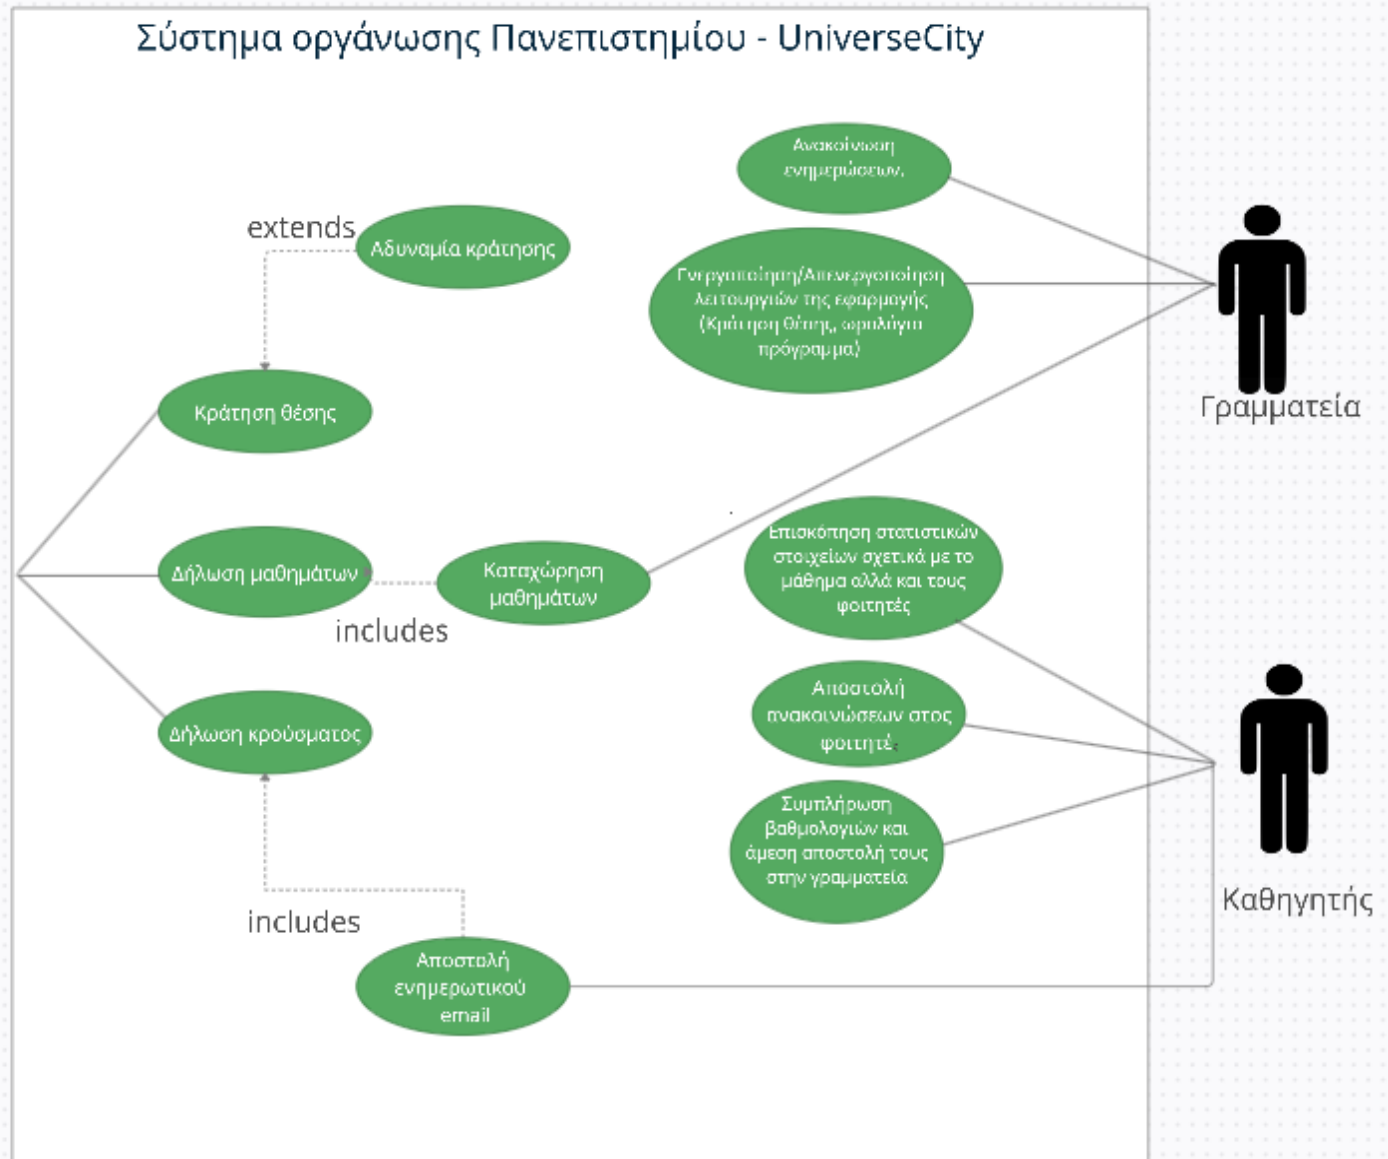 Σύστημα οργάνωσης Πανεπιστημίου - UniverseCity
Ανακοίνωση
ενημερώσεων.
extends
Αδυναμία κράτησης
Ενεργοποίηση/Απενεργοποίηση
λειτουργιών της εφαρμογής
(Κράτηση θέσης, ωρολόγιο
πρόγραμμα)
Γραμματεία
Κράτηση θέσης
Δήλωση μαθημάτων
Καταχώρηση
μαθημάτων
includes
Επισκόπηση στατιστικών
στοιχείων σχετικά με το
μάθημα αλλά και τους
φοιτητές
Αποστολή
ανακοινώσεων στος
φοιτητές
Δήλωση κρούσματος
Συμπλήρωση
βαθμολογιών και
άμεση αποστολή τους
στην γραμματεία
Καθηγητής
includes
Αποστολή
ενημερωτικού
email